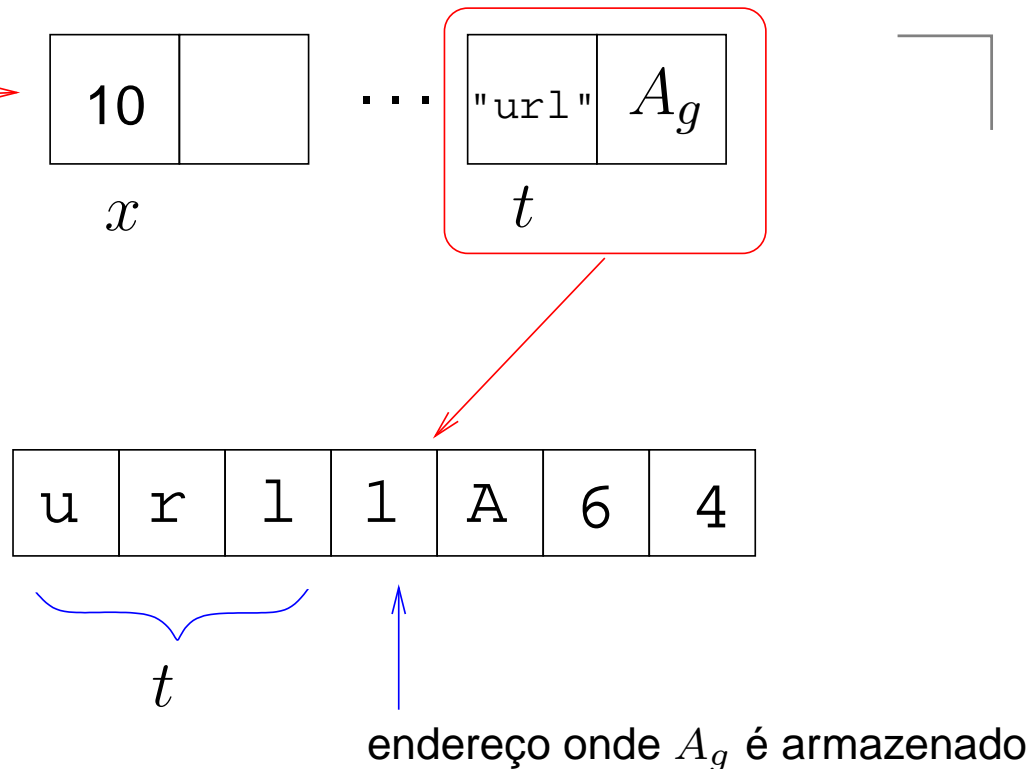 10 ... "url" A_g
x t
u r l 1 A 6 4
t
endereço onde A_g é armazenado